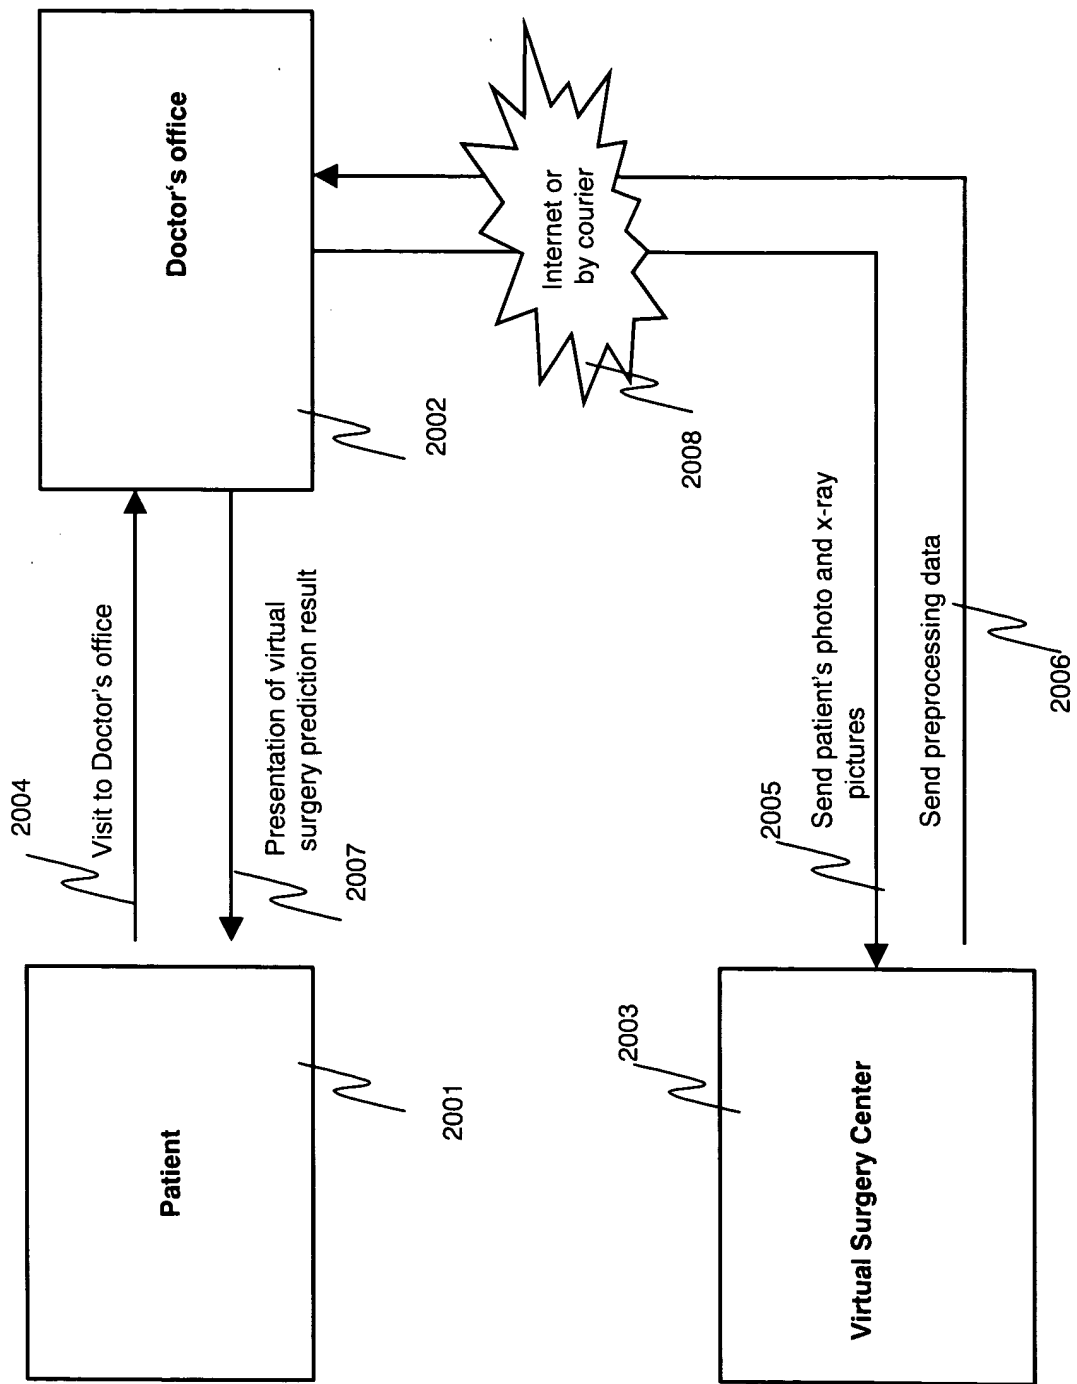 2004
Visit to Doctor's office
Patient
2001
Presentation of virtual
surgery prediction result
2007
Doctor's office
2002
Internet or
by courier
2008
Virtual Surgery Center
2003
2005
Send patient's photo and x-ray
pictures
Send preprocessing data
2006